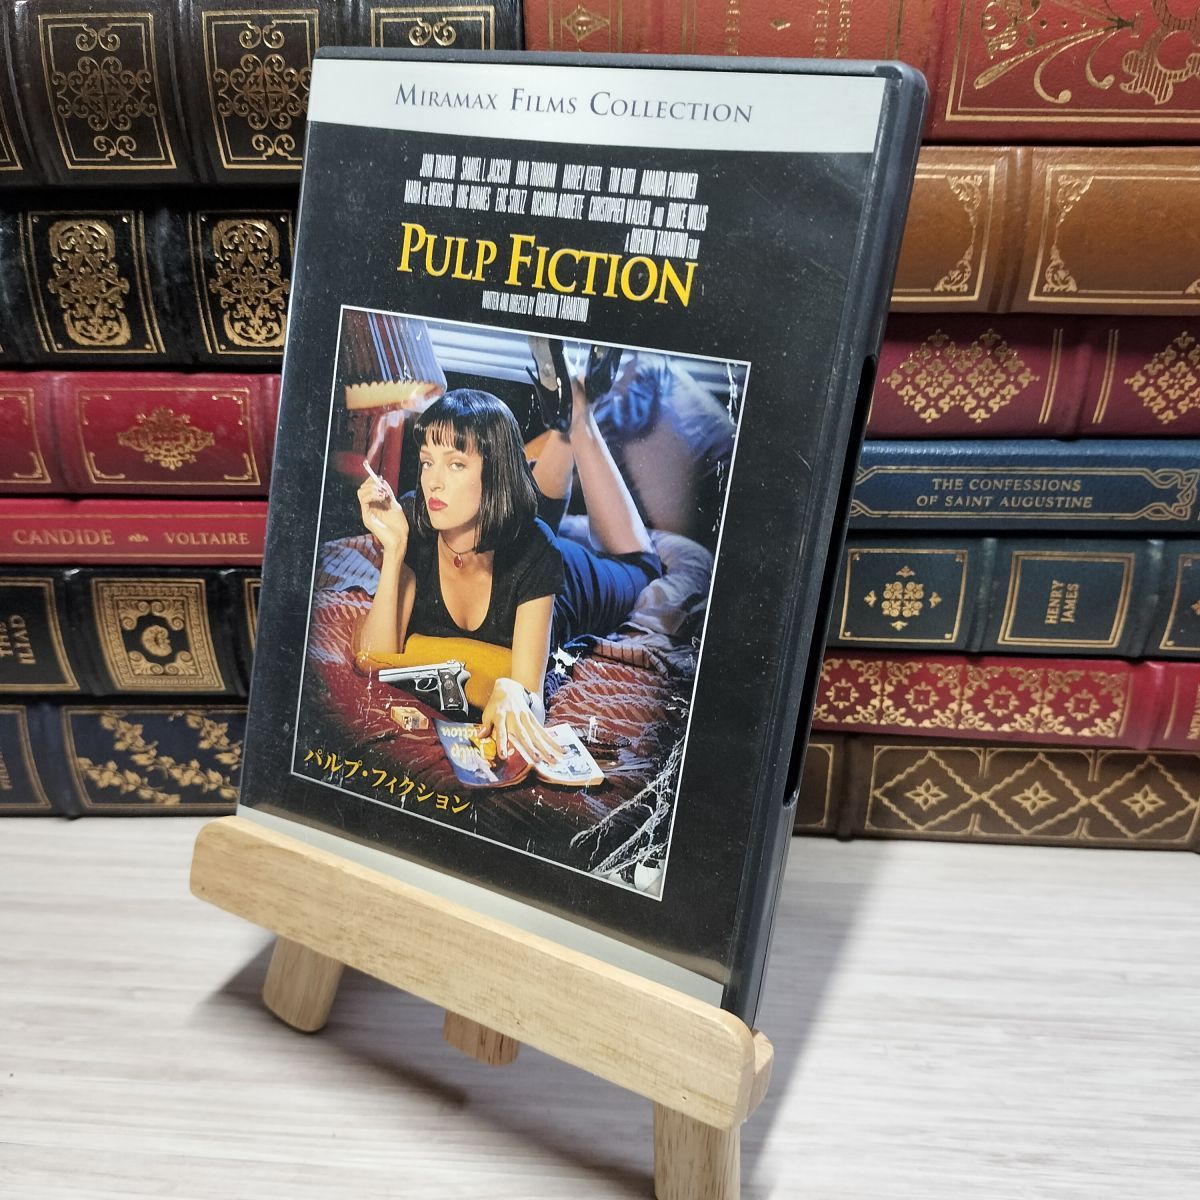 MIRAMAX FILMS COLLECTION
JOHN TRAVOLTA SAMUEL L. JACKSON UMA THURMAN HARVEY KEITEL TIM ROTH AMANDA PLUMMER
MARIA de MEDEIROS VING RHAMES ERIC STOLTZ ROSANNA ARQUETTE CHRISTOPHER WALKEN AND BRUCE WILLIS
A QUENTIN TARANTINO FILM
PULP FICTION
WRITTEN AND DIRECTED BY QUENTIN TARANTINO
パルプ・フィクション
CANDIDE VOLTAIRE
THE
ILIAD
THE CONFESSIONS
OF SAINT AUGUSTINE
HENRY
JAMES